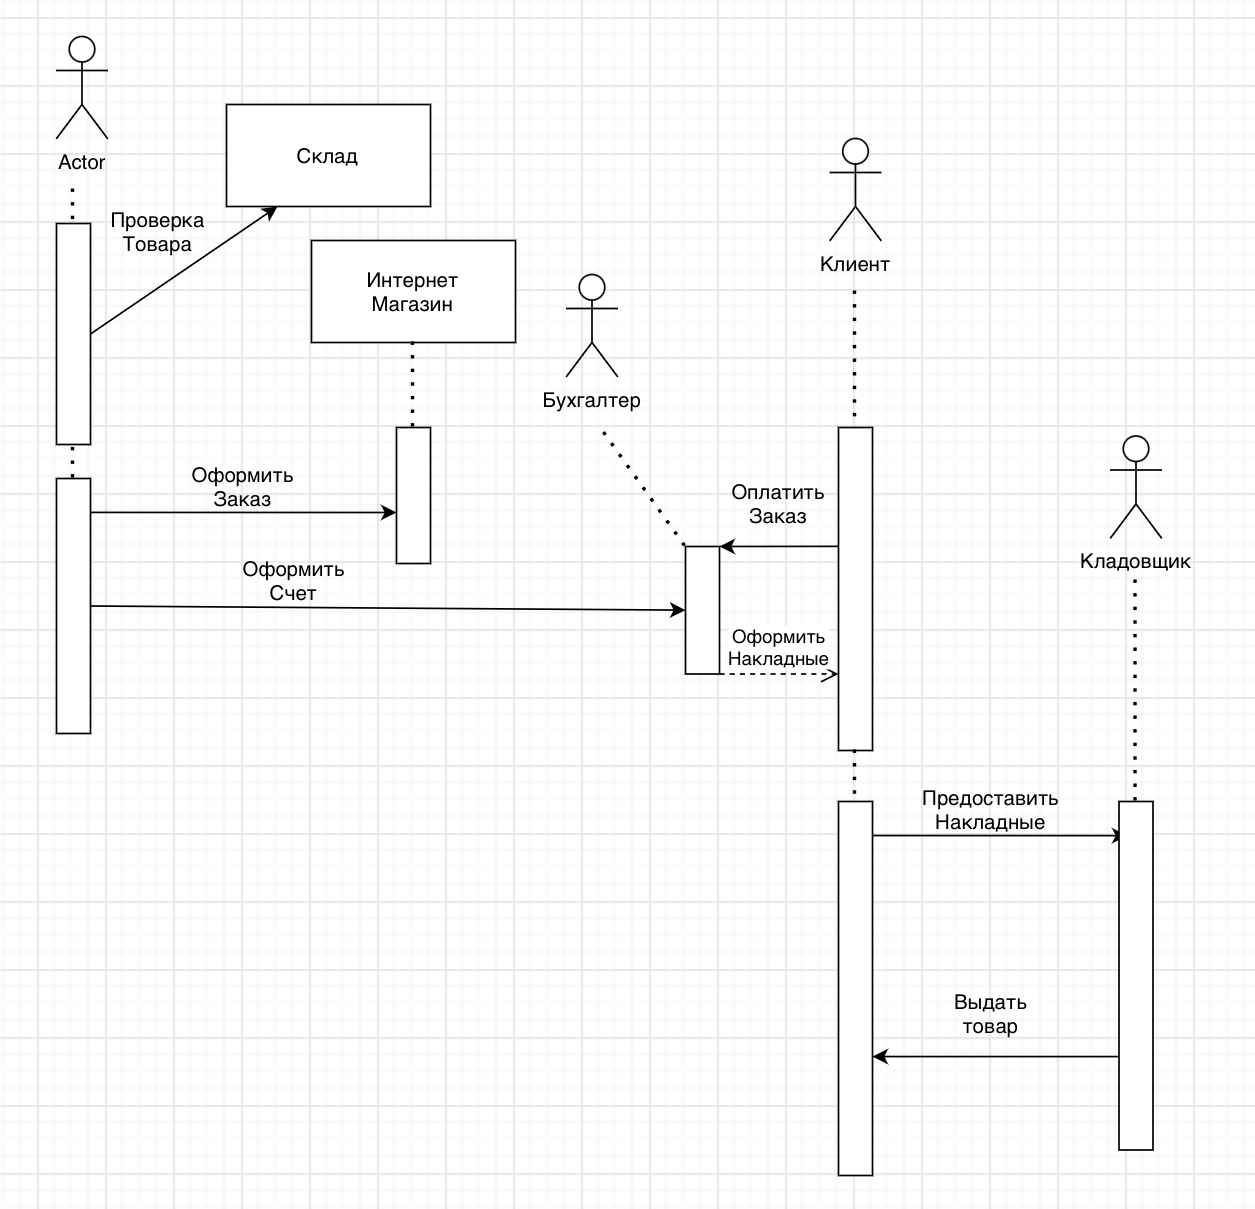 Actor
Склад
Проверка
Товара
Интернет
Магазин
Клиент
Бухгалтер
Оформить
Заказ
Оплатить
Заказ
Кладовщик
Оформить
Счет
Оформить
Накладные
Предоставить
Накладные
Выдать
товар